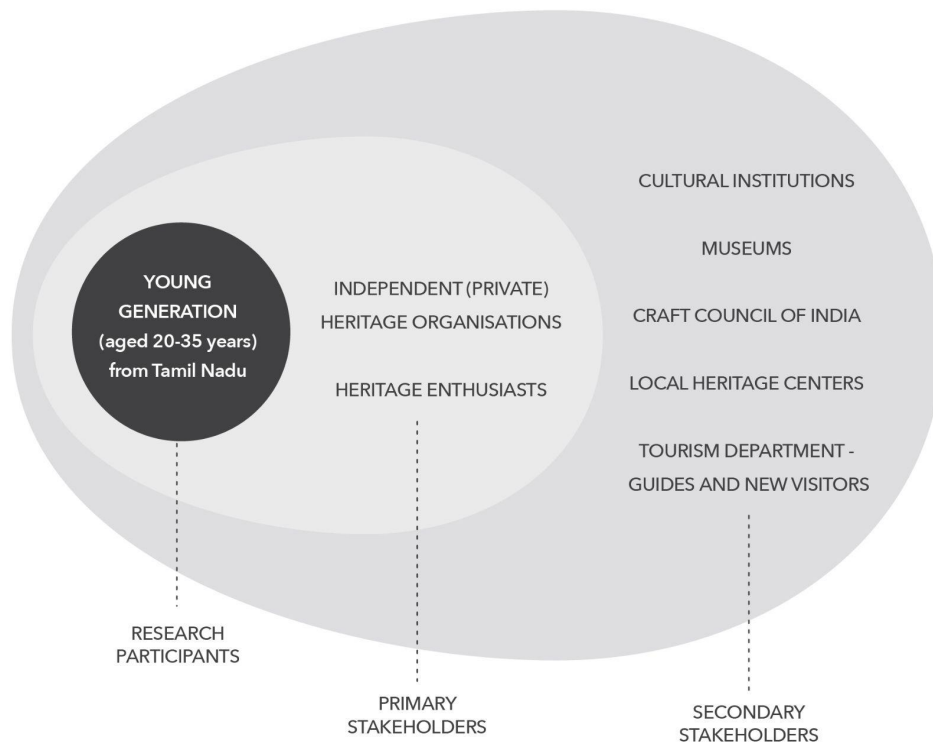 YOUNG
GENERATION
(aged 20-35 years)
from Tamil Nadu
INDEPENDENT (PRIVATE)
HERITAGE ORGANISATIONS
HERITAGE ENTHUSIASTS
CULTURAL INSTITUTIONS
MUSEUMS
CRAFT COUNCIL OF INDIA
LOCAL HERITAGE CENTERS
TOURISM DEPARTMENT -
GUIDES AND NEW VISITORS
RESEARCH
PARTICIPANTS
PRIMARY
STAKEHOLDERS
SECONDARY
STAKEHOLDERS